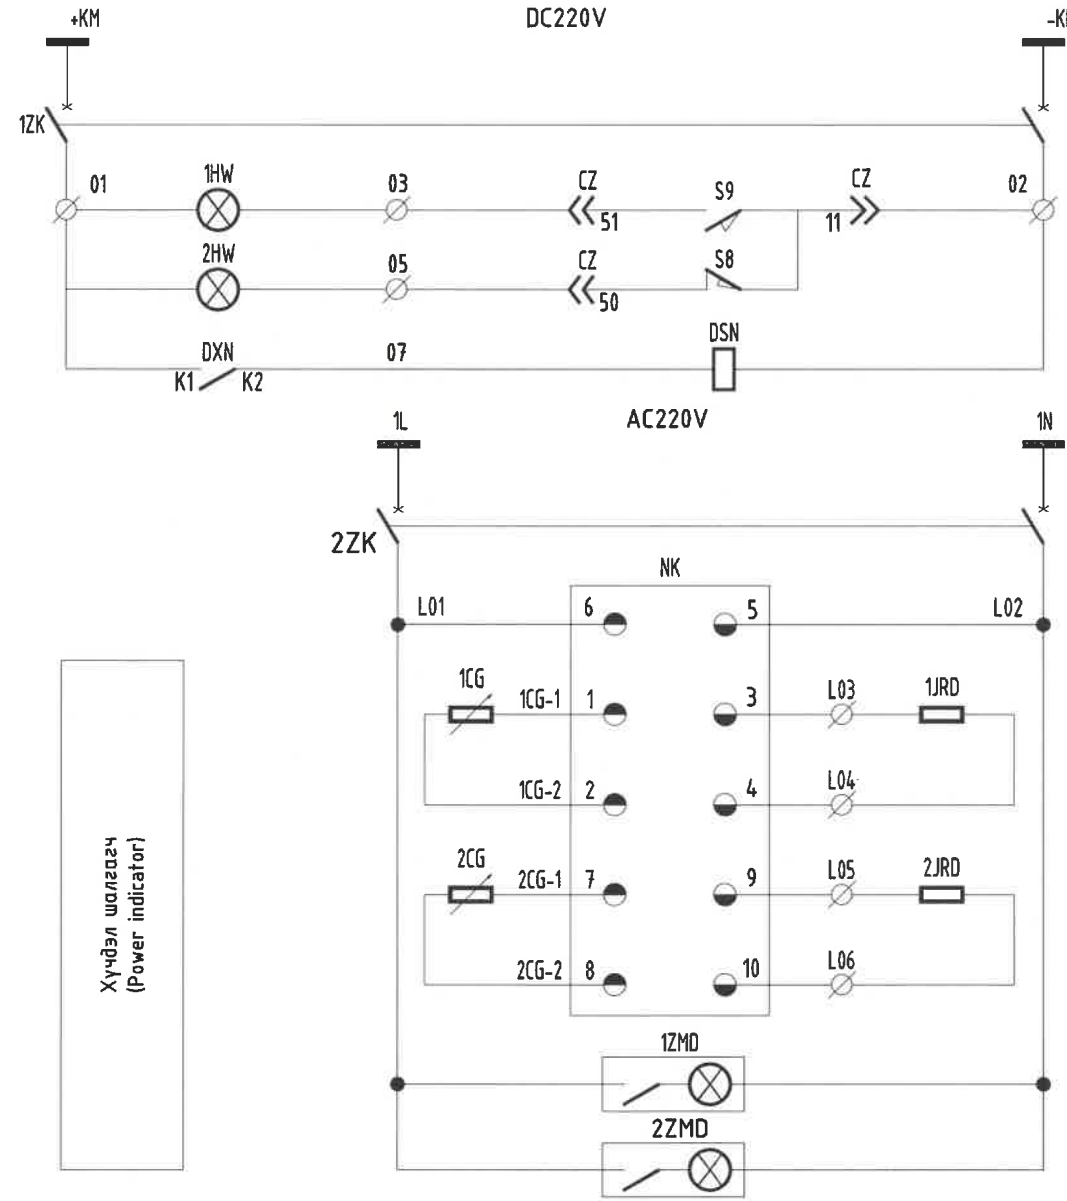 +KM DC220V -K
1ZK
01 1HW 03 CZ 51 S9 CZ 11 02
2HW 05 CZ 50 S8
DXN 07 DSN
K1 K2
1L AC220V 1N
2ZK
NK
L01 6 5 L02
1CG 1CG-1 1 3 L03 1JRD
1CG-2 2 4 L04
2CG 2CG-1 7 9 L05 2JRD
2CG-2 8 10 L06
Хүчдэл шалгагч
(Power indicator)
1ZMD
2ZMD